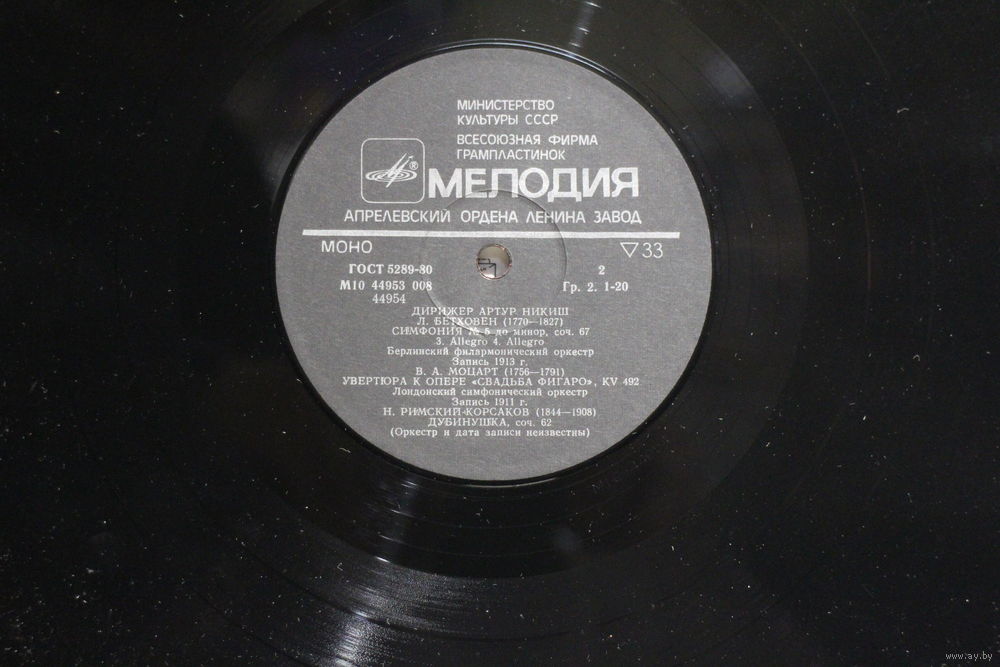 МИНИСТЕРСТВО
КУЛЬТУРЫ СССР
ВСЕСОЮЗНАЯ ФИРМА
ГРАМПЛАСТИНОК
®
МЕЛОДИЯ
АПРЕЛЕВСКИЙ ОРДЕНА ЛЕНИНА ЗАВОД
МОНО ▽33
ГОСТ 5289-80 2
М10 44953 008 Гр. 2. 1-20
44954
ДИРИЖЕР АРТУР НИКИШ
Л. БЕТХОВЕН (1770—1827)
СИМФОНИЯ № 5 до минор, соч. 67
3. Allegro 4. Allegro
Берлинский филармонический оркестр
Запись 1913 г.
В. А. МОЦАРТ (1756—1791)
УВЕРТЮРА К ОПЕРЕ «СВАДЬБА ФИГАРО», KV 492
Лондонский симфонический оркестр
Запись 1911 г.
Н. РИМСКИЙ-КОРСАКОВ (1844—1908)
ДУБИНУШКА, соч. 62
(Оркестр и дата записи неизвестны)
www.ay.by